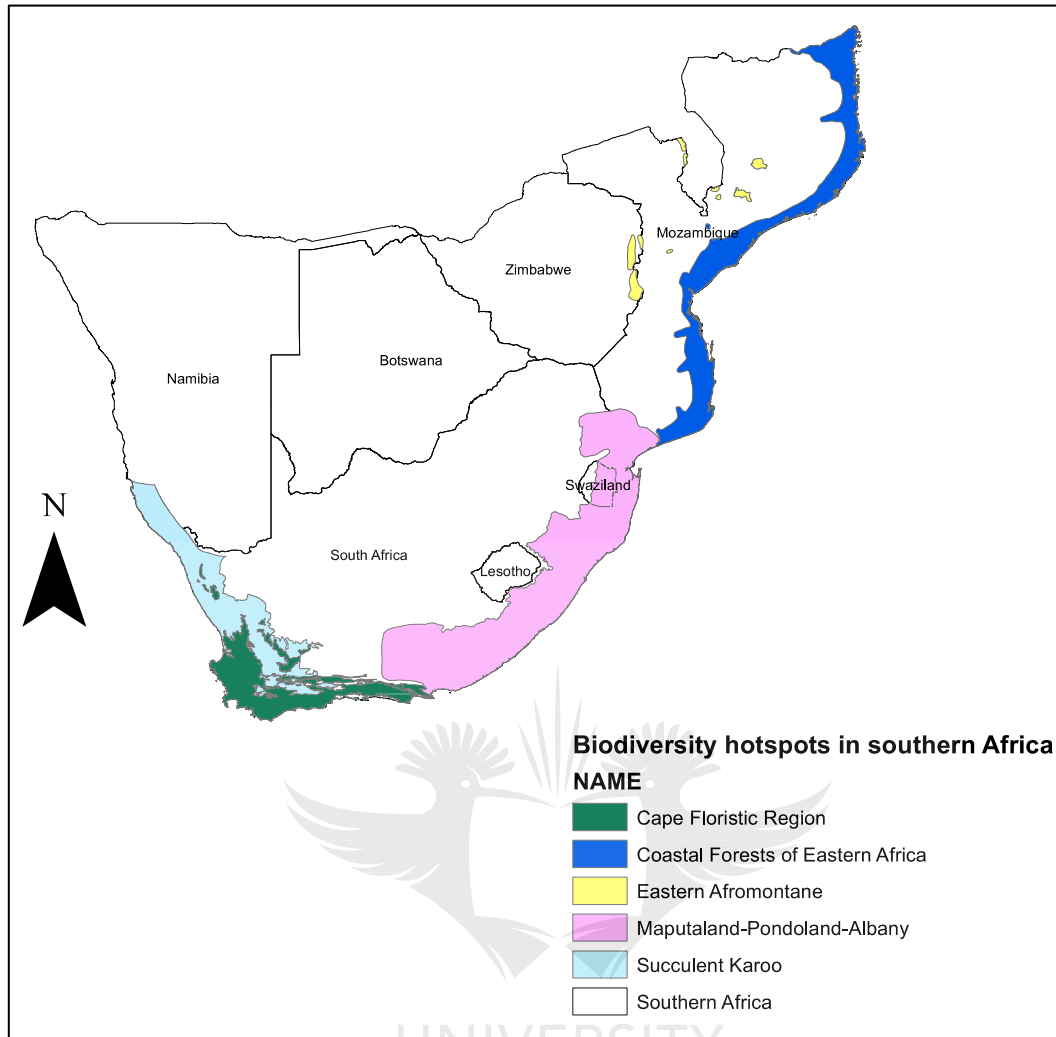 Mozambique
Zimbabwe
Botswana
Namibia
Swaziland
South Africa
Lesotho
N
Biodiversity hotspots in southern Africa
NAME
Cape Floristic Region
Coastal Forests of Eastern Africa
Eastern Afromontane
Maputaland-Pondoland-Albany
Succulent Karoo
Southern Africa
UNIVERSITY